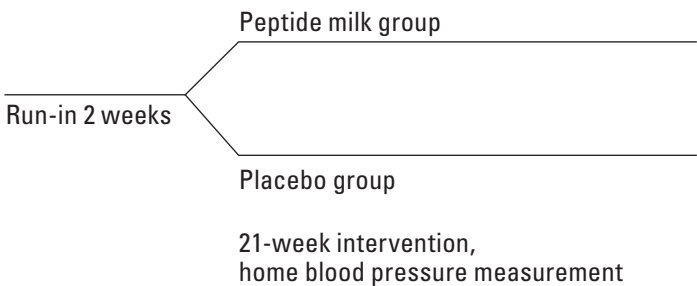 Peptide milk group
Run-in 2 weeks
Placebo group
21-week intervention,
home blood pressure measurement